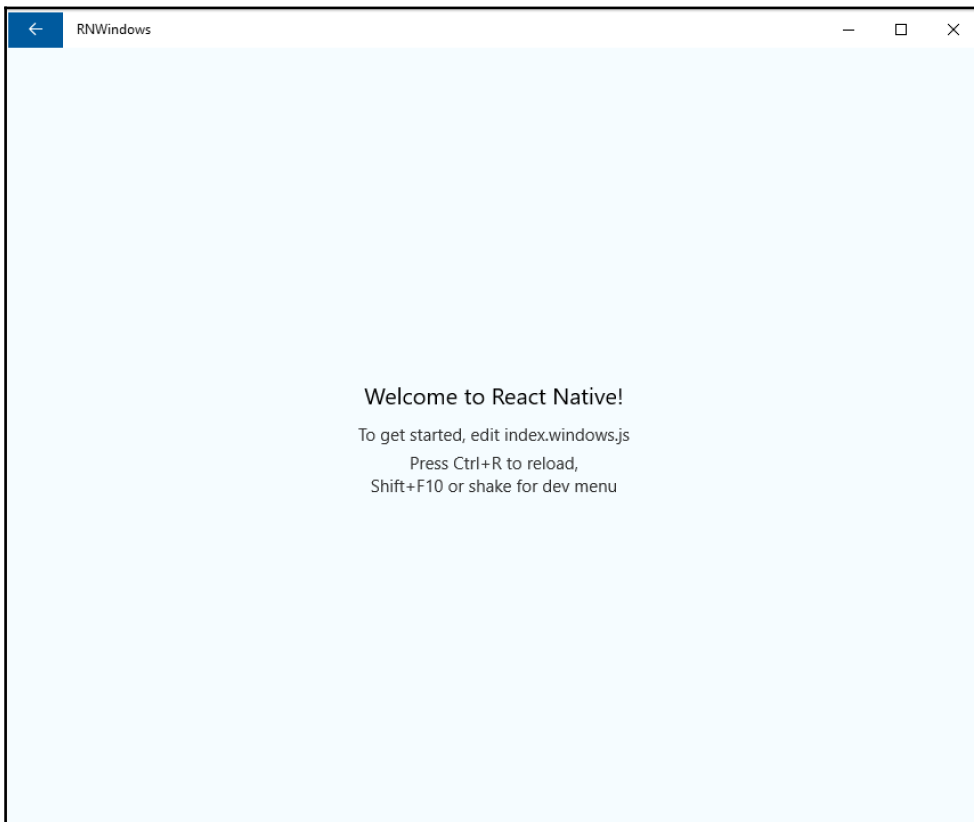 RNWindows
Welcome to React Native!
To get started, edit index.windows.js
Press Ctrl+R to reload,
Shift+F10 or shake for dev menu